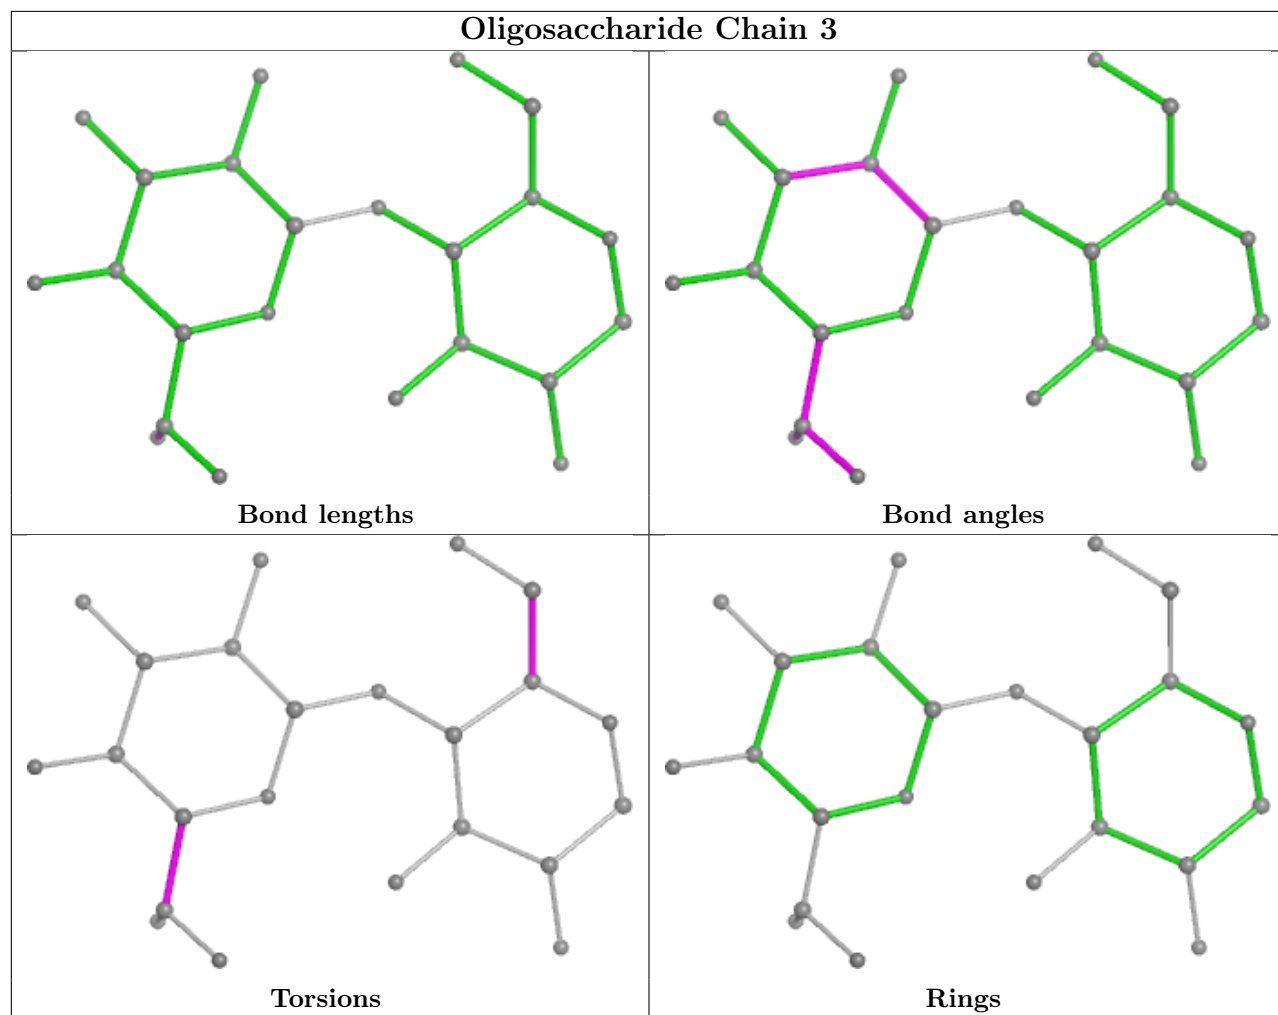 Oligosaccharide Chain 3
Bond lengths
Bond angles
Torsions
Rings